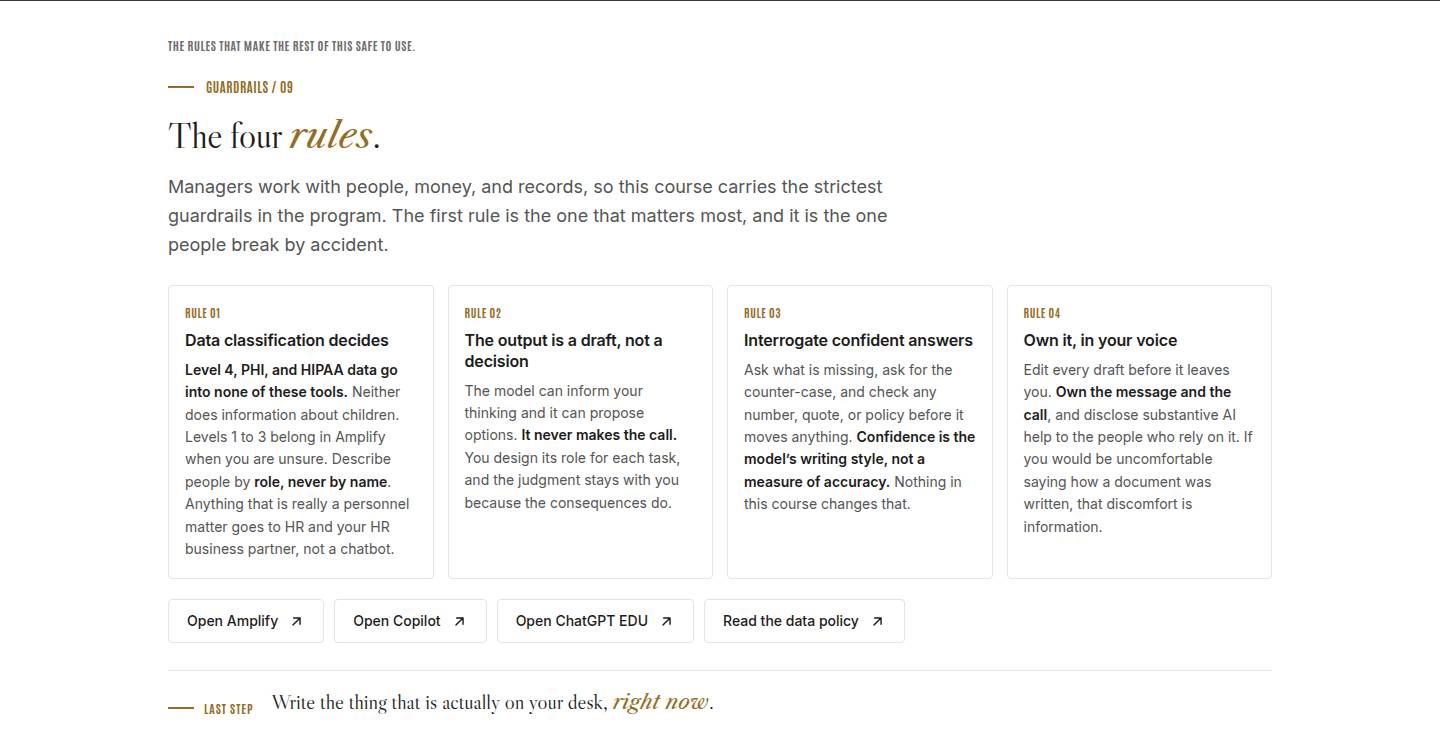 THE RULES THAT MAKE THE REST OF THIS SAFE TO USE.
GUARDRAILS / 09
The four rules.
Managers work with people, money, and records, so this course carries the strictest
guardrails in the program. The first rule is the one that matters most, and it is the one
people break by accident.
RULE 01
Data classification decides
Level 4, PHI, and HIPAA data go
into none of these tools. Neither
does information about children.
Levels 1 to 3 belong in Amplify
when you are unsure. Describe
people by role, never by name.
Anything that is really a personnel
matter goes to HR and your HR
business partner, not a chatbot.
RULE 02
The output is a draft, not a
decision
The model can inform your
thinking and it can propose
options. It never makes the call.
You design its role for each task,
and the judgment stays with you
because the consequences do.
RULE 03
Interrogate confident answers
Ask what is missing, ask for the
counter-case, and check any
number, quote, or policy before it
moves anything. Confidence is the
model’s writing style, not a
measure of accuracy. Nothing in
this course changes that.
RULE 04
Own it, in your voice
Edit every draft before it leaves
you. Own the message and the
call, and disclose substantive AI
help to the people who rely on it. If
you would be uncomfortable
saying how a document was
written, that discomfort is
information.
Open Amplify
Open Copilot
Open ChatGPT EDU
Read the data policy
LAST STEP
Write the thing that is actually on your desk, right now.